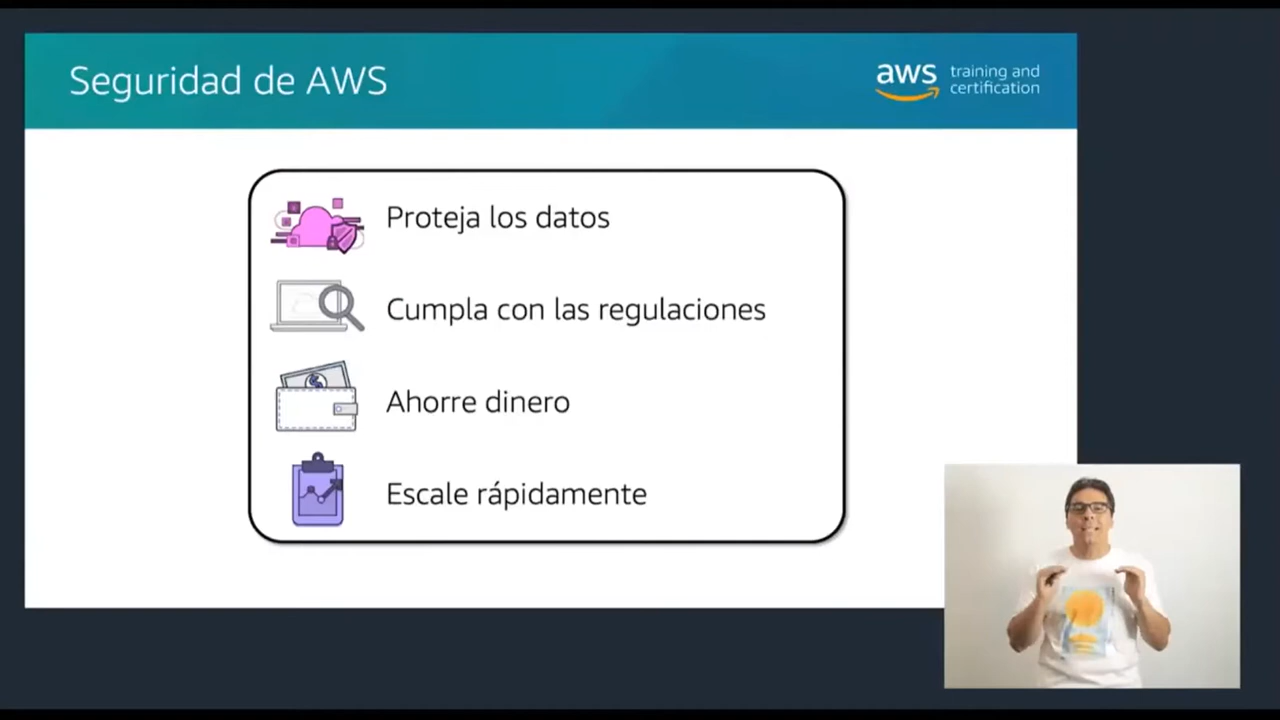 Seguridad de AWS
aws training and
certification
Proteja los datos
Cumpla con las regulaciones
Ahorre dinero
Escale rápidamente